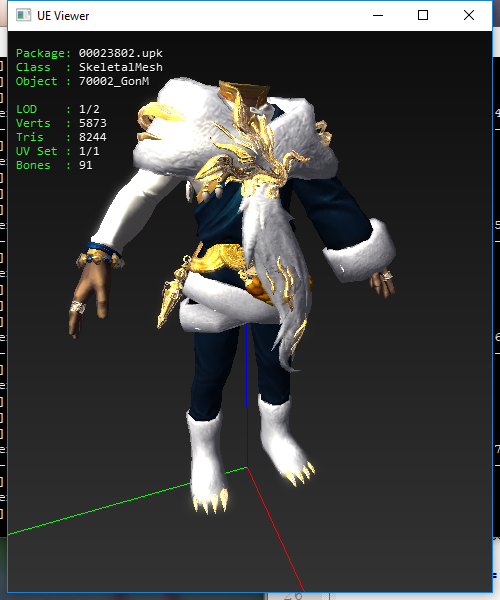 UE Viewer
Package: 00023802.upk
Class : SkeletalMesh
Object : 70002_GonM
LOD : 1/2
Verts : 5873
Tris : 8244
UV Set : 1/1
Bones : 91